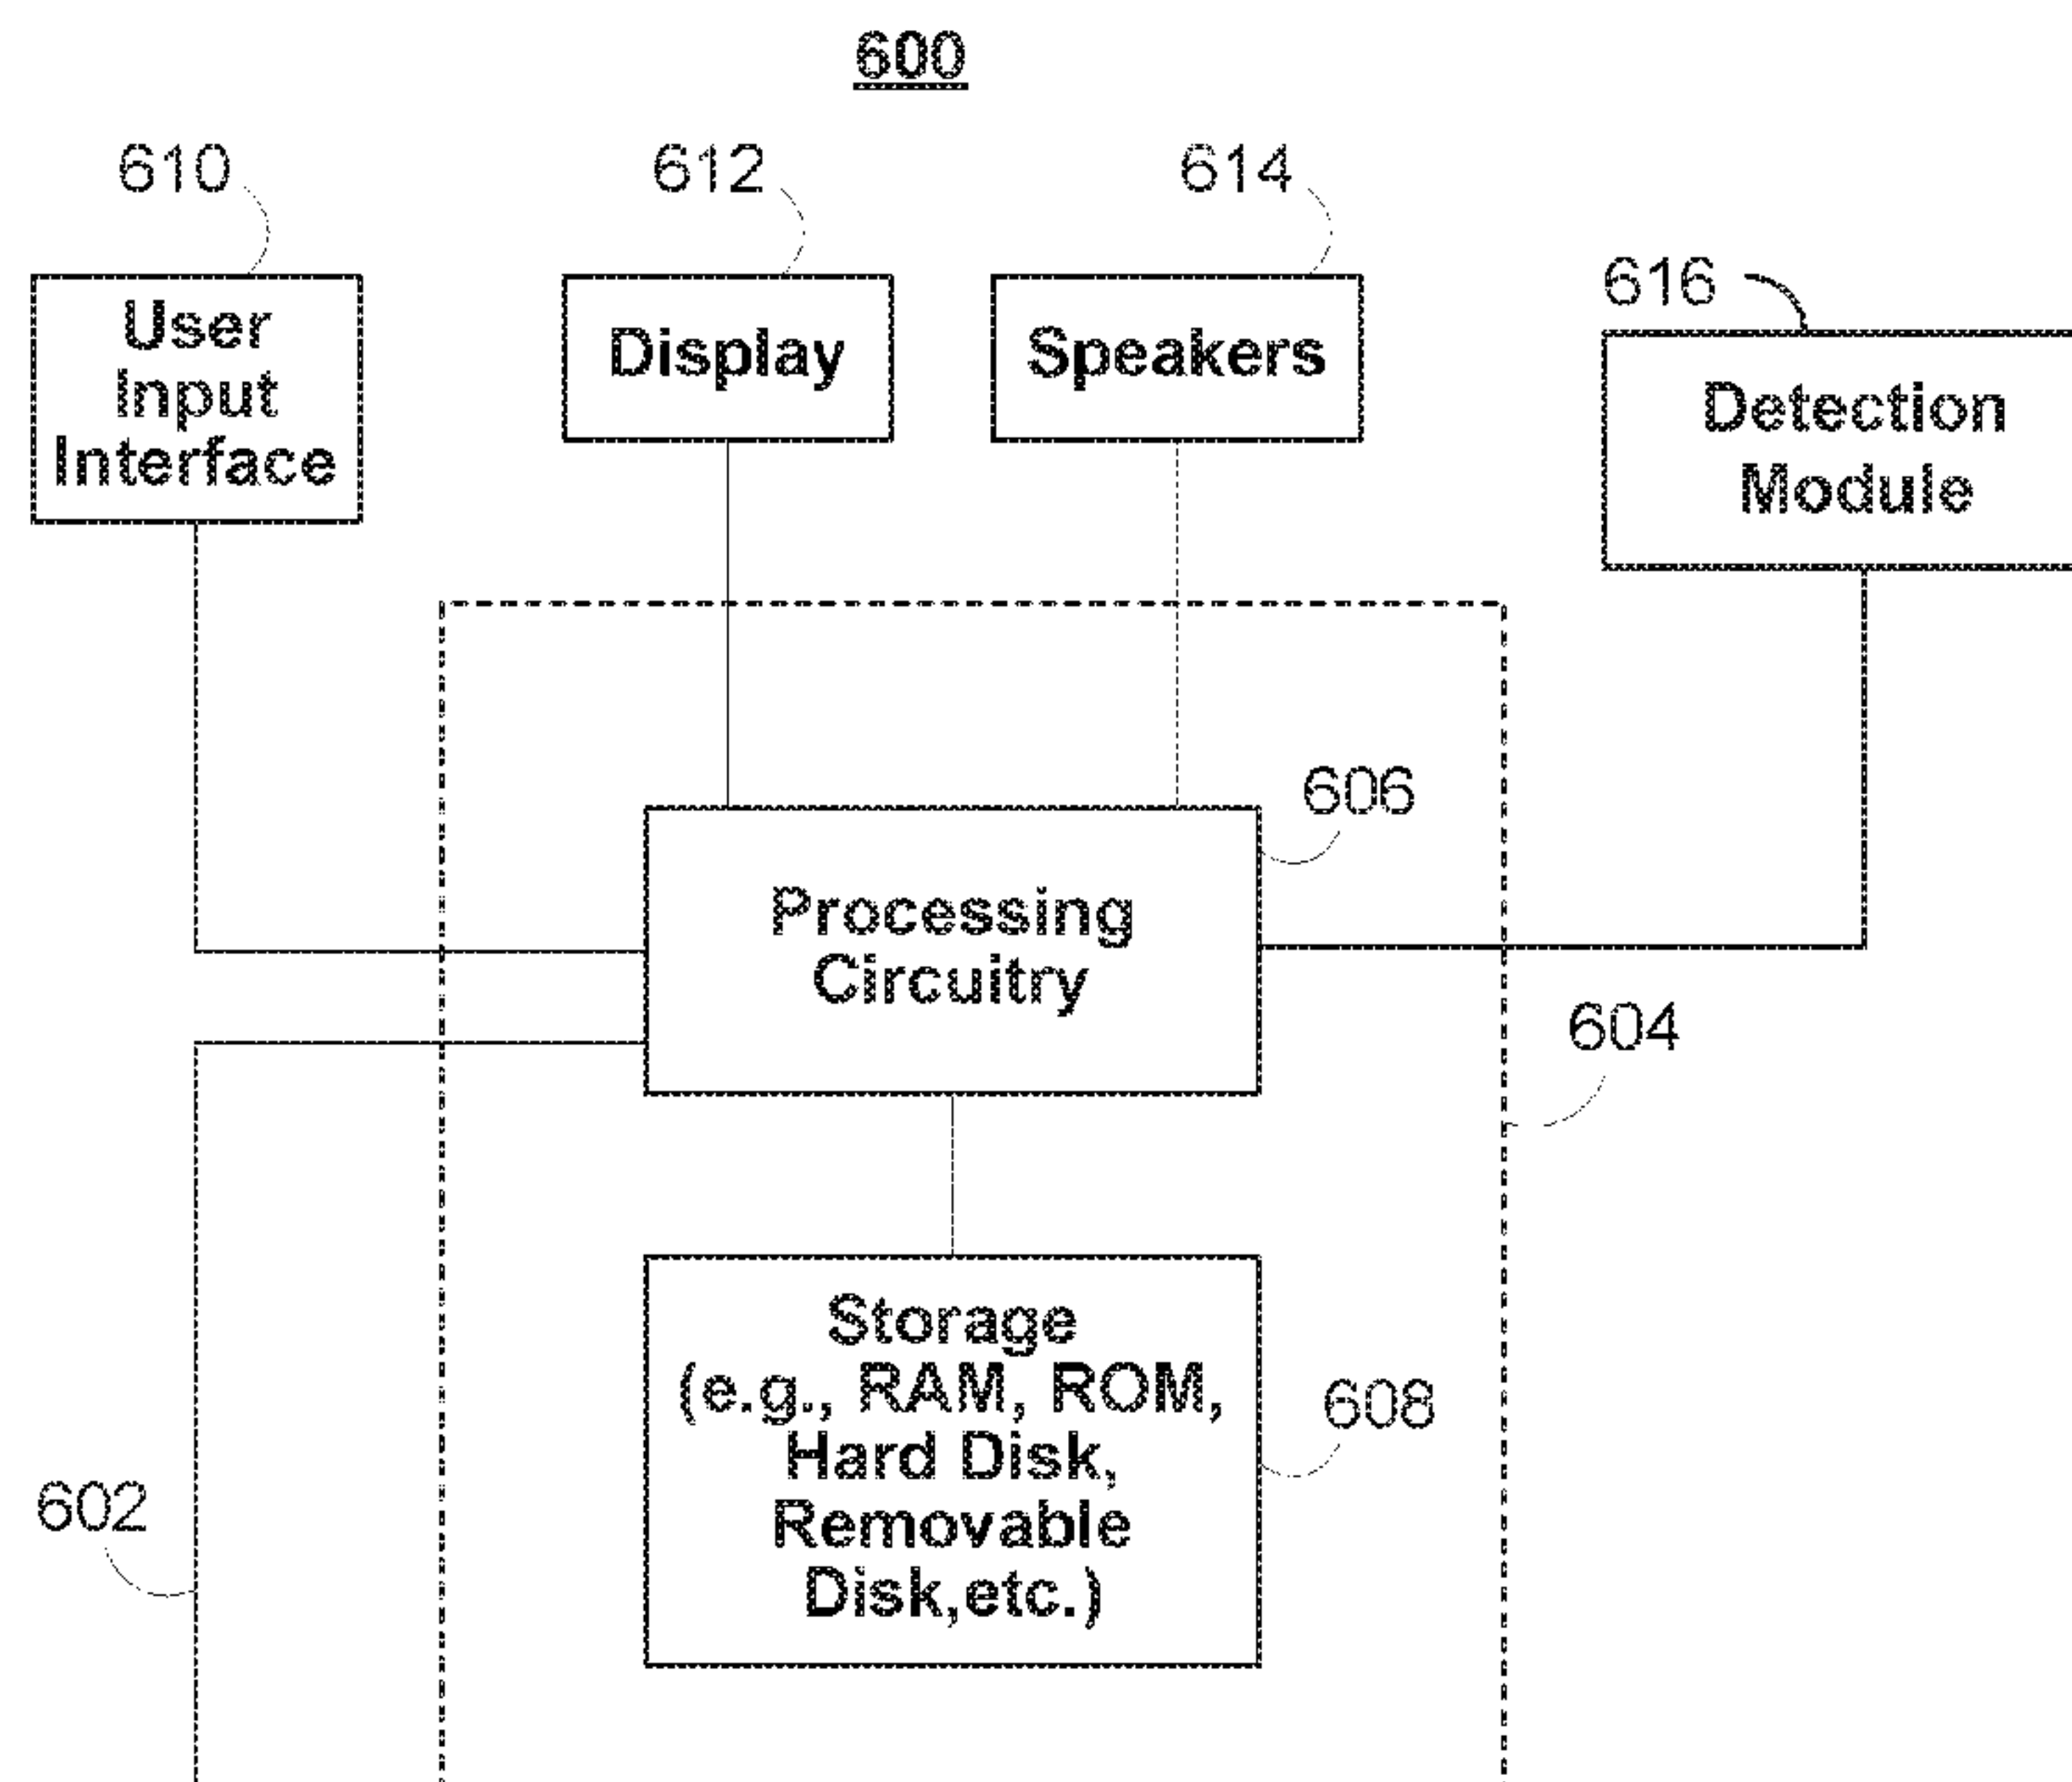 600
610
612
614
616
User
Input
Interface
Display
Speakers
Detection
Module
606
Processing
Circuitry
604
Storage
(e.g., RAM, ROM,
Hard Disk,
Removable
Disk,etc.)
608
602